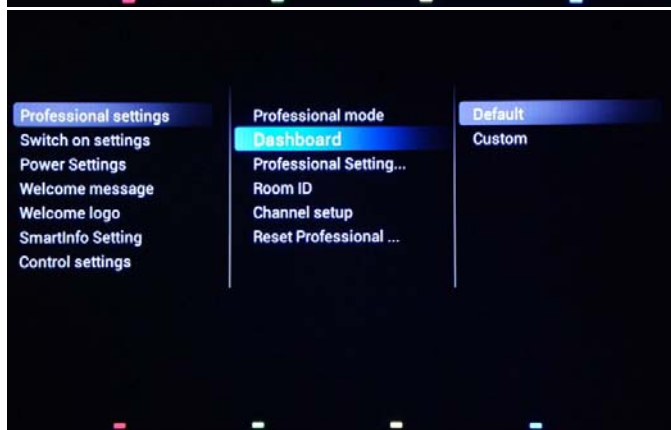 Professional settings
Switch on settings
Power Settings
Welcome message
Welcome logo
SmartInfo Setting
Control settings
Professional mode
Dashboard
Professional Setting...
Room ID
Channel setup
Reset Professional ...
Default
Custom